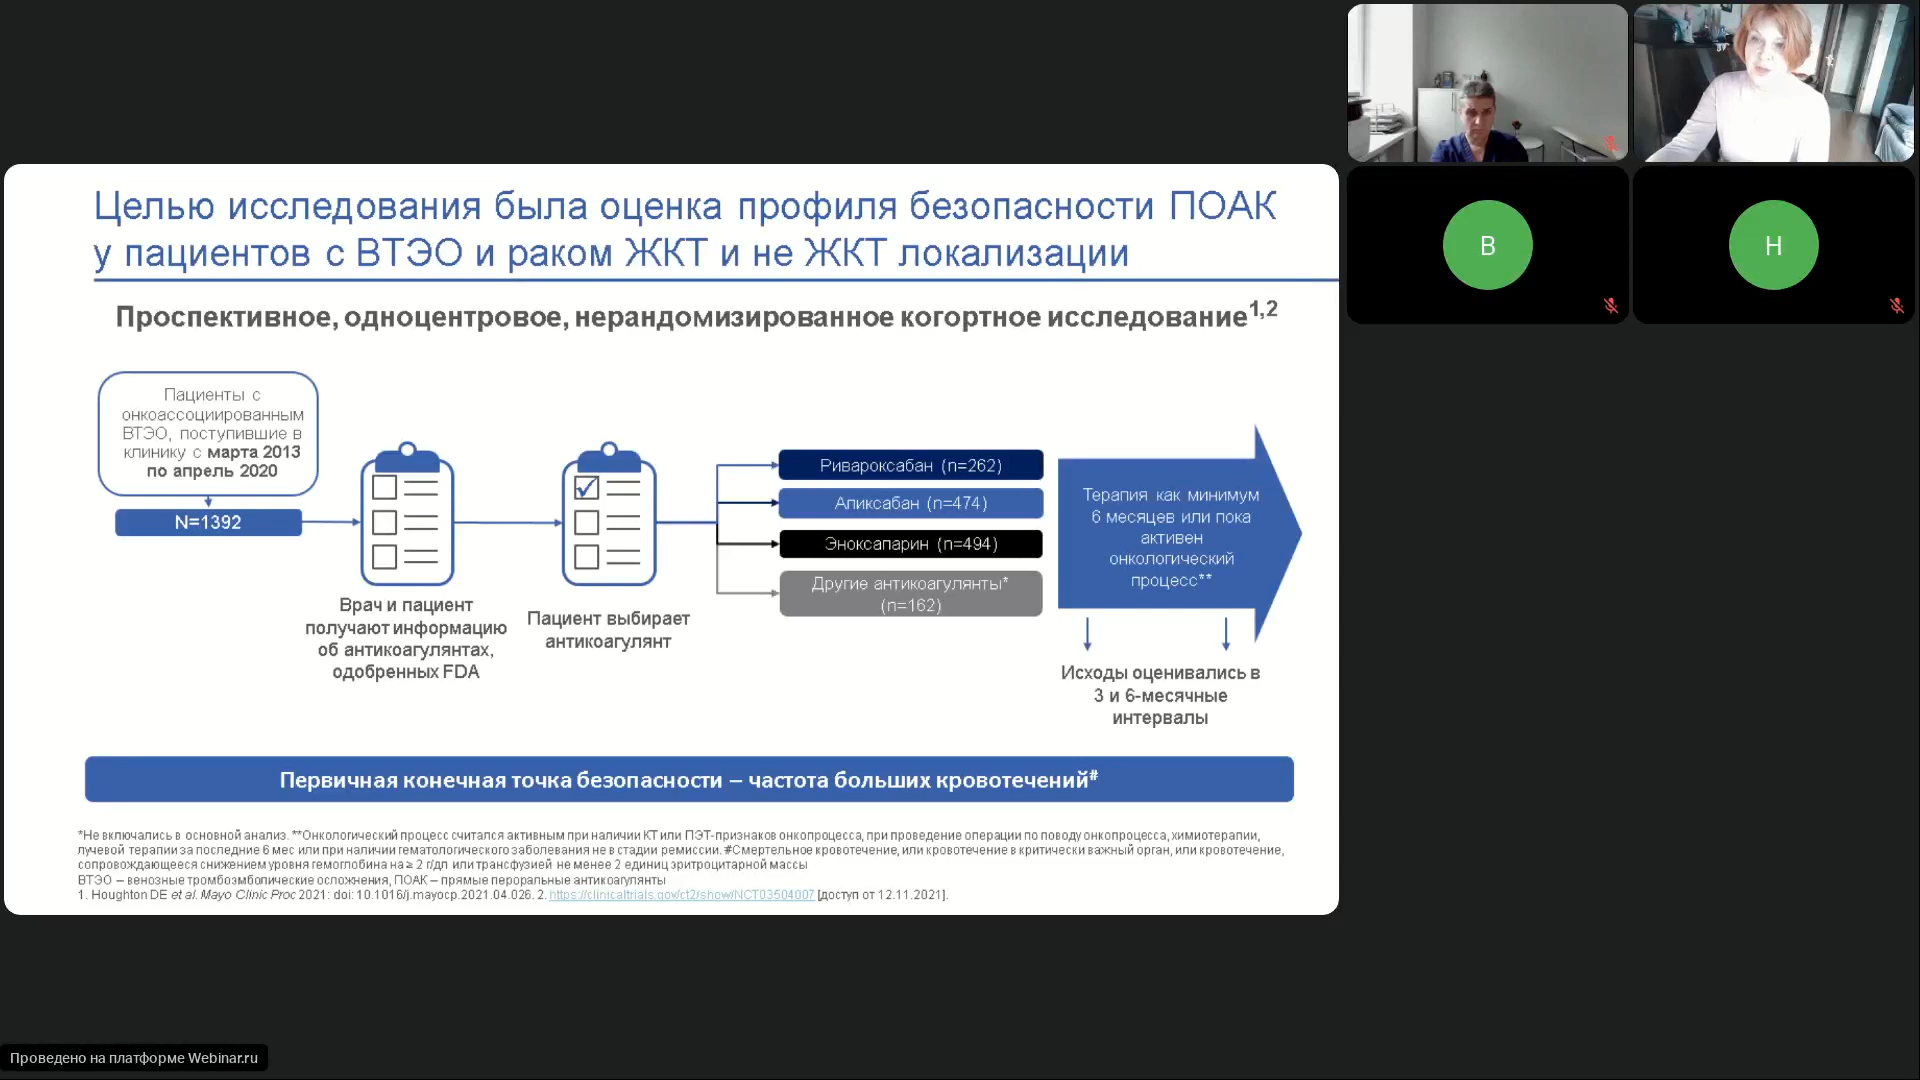 Целью исследования была оценка профиля безопасности ПОАК
у пациентов с ВТЭО и раком ЖКТ и не ЖКТ локализации
Проспективное, одноцентровое, нерандомизированное когортное исследование1,2
Пациенты с
онкоассоциированным
ВТЭО, поступившие в
клинику с марта 2013
по апрель 2020
N=1392
Врач и пациент
получают информацию
об антикоагулянтах,
одобренных FDA
Пациент выбирает
антикоагулянт
Ривароксабан (n=262)
Апиксабан (n=474)
Эноксапарин (n=494)
Другие антикоагулянты*
(n=162)
Терапия как минимум
6 месяцев или пока
активен
онкологический
процесс**
Исходы оценивались в
3 и 6-месячные
интервалы
Первичная конечная точка безопасности – частота больших кровотечений#
*Не включались в основной анализ. **Онкологический процесс считался активным при наличии КТ или ПЭТ-признаков онкопроцесса, при проведение операции по поводу онкопроцесса, химиотерапии,
лучевой терапии за последние 6 мес или при наличии гематологического заболевания не в стадии ремиссии. #Смертельное кровотечение, или кровотечение в критически важный орган, или кровотечение,
сопровождающееся снижением уровня гемоглобина на ≥ 2 г/дл или трансфузией не менее 2 единиц эритроцитарной массы
ВТЭО – венозные тромбоэмболические осложнения, ПОАК – прямые пероральные антикоагулянты
1. Houghton DE et al. Mayo Clinic Proc 2021: doi: 10.1016/j.mayocp.2021.04.026. 2. https://clinicaltrials.gov/ct2/show/NCT03504007 [доступ от 12.11.2021].
В
Н
Проведено на платформе Webinar.ru